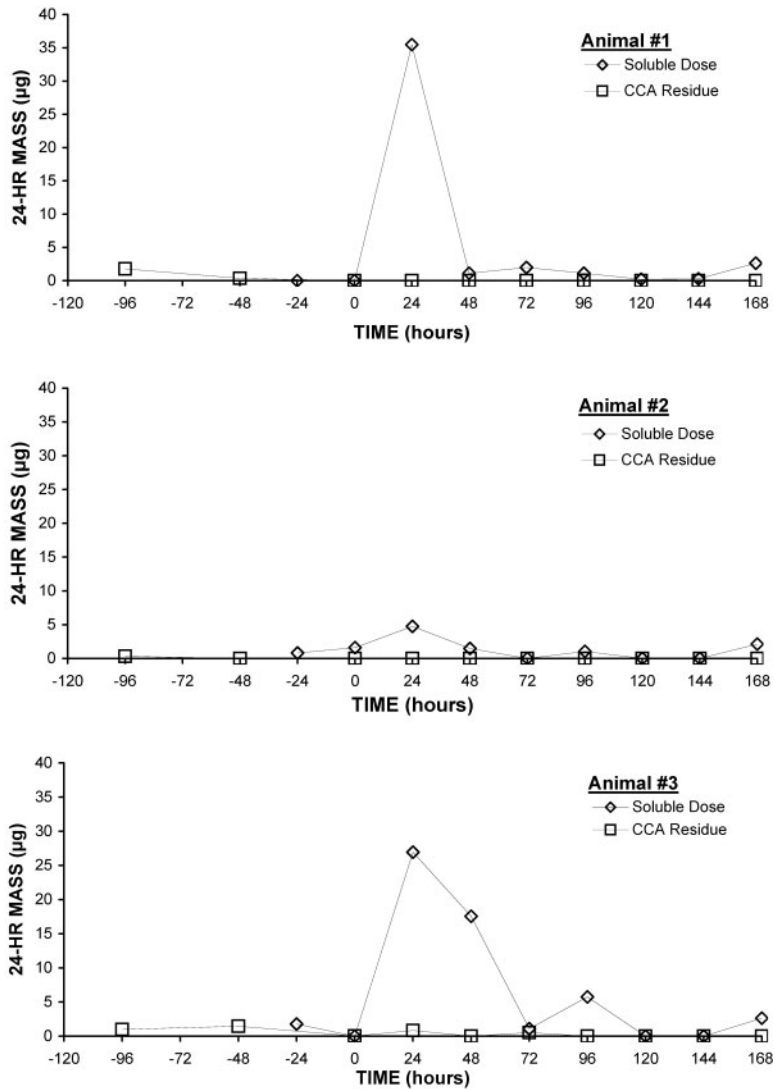 40
35
30
25
20
15
10
5
0
24-HR MASS (µg)
Animal #1
Soluble Dose
CCA Residue
-120 -96 -72 -48 -24 0 24 48 72 96 120 144 168
TIME (hours)
40
35
30
25
20
15
10
5
0
24-HR MASS (µg)
Animal #2
Soluble Dose
CCA Residue
-120 -96 -72 -48 -24 0 24 48 72 96 120 144 168
TIME (hours)
40
35
30
25
20
15
10
5
0
24-HR MASS (µg)
Animal #3
Soluble Dose
CCA Residue
-120 -96 -72 -48 -24 0 24 48 72 96 120 144 168
TIME (hours)